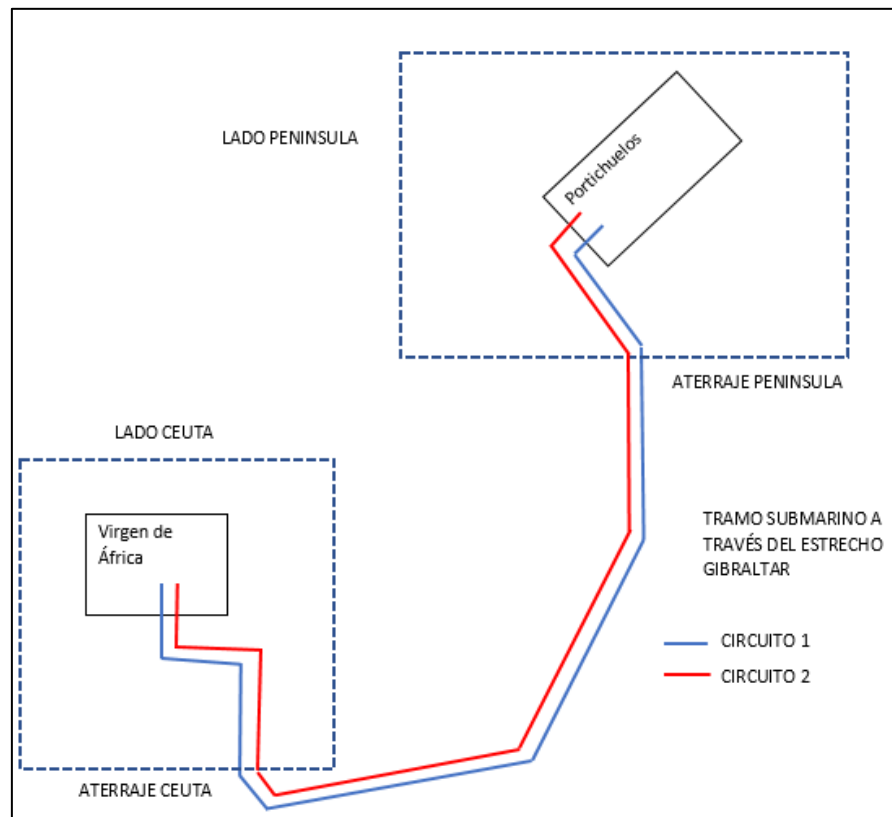 LADO PENINSULA
Portichuelos
ATERRAJE PENINSULA
LADO CEUTA
Virgen de
África
TRAMO SUBMARINO A
TRAVÉS DEL ESTRECHO
GIBRALTAR
CIRCUITO 1
CIRCUITO 2
ATERRAJE CEUTA